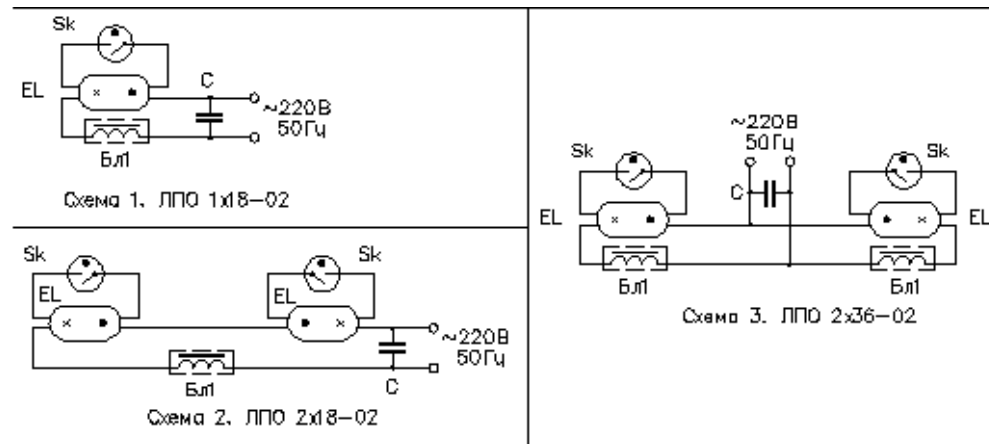 Sk
EL
C
~220В
50Гц
Бл1
Схема 1. ЛПО 1х18-02
Sk
Sk
EL
EL
~220В
50Гц
Бл1
C
Схема 2. ЛПО 2х18-02
~220В
50Гц
Sk
Sk
C
EL
EL
Бл1
Бл1
Схема 3. ЛПО 2х36-02